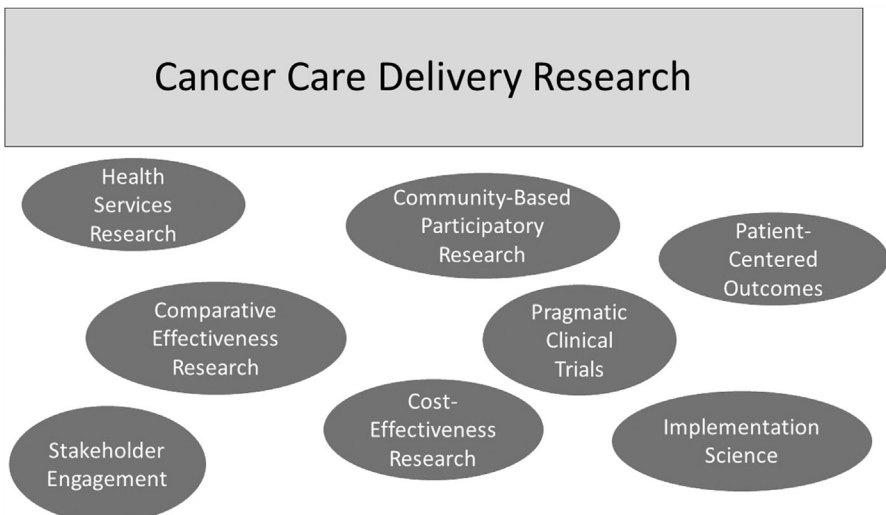 Cancer Care Delivery Research
Health
Services
Research
Community-Based
Participatory
Research
Patient-
Centered
Outcomes
Comparative
Effectiveness
Research
Pragmatic
Clinical
Trials
Cost-
Effectiveness
Research
Implementation
Science
Stakeholder
Engagement